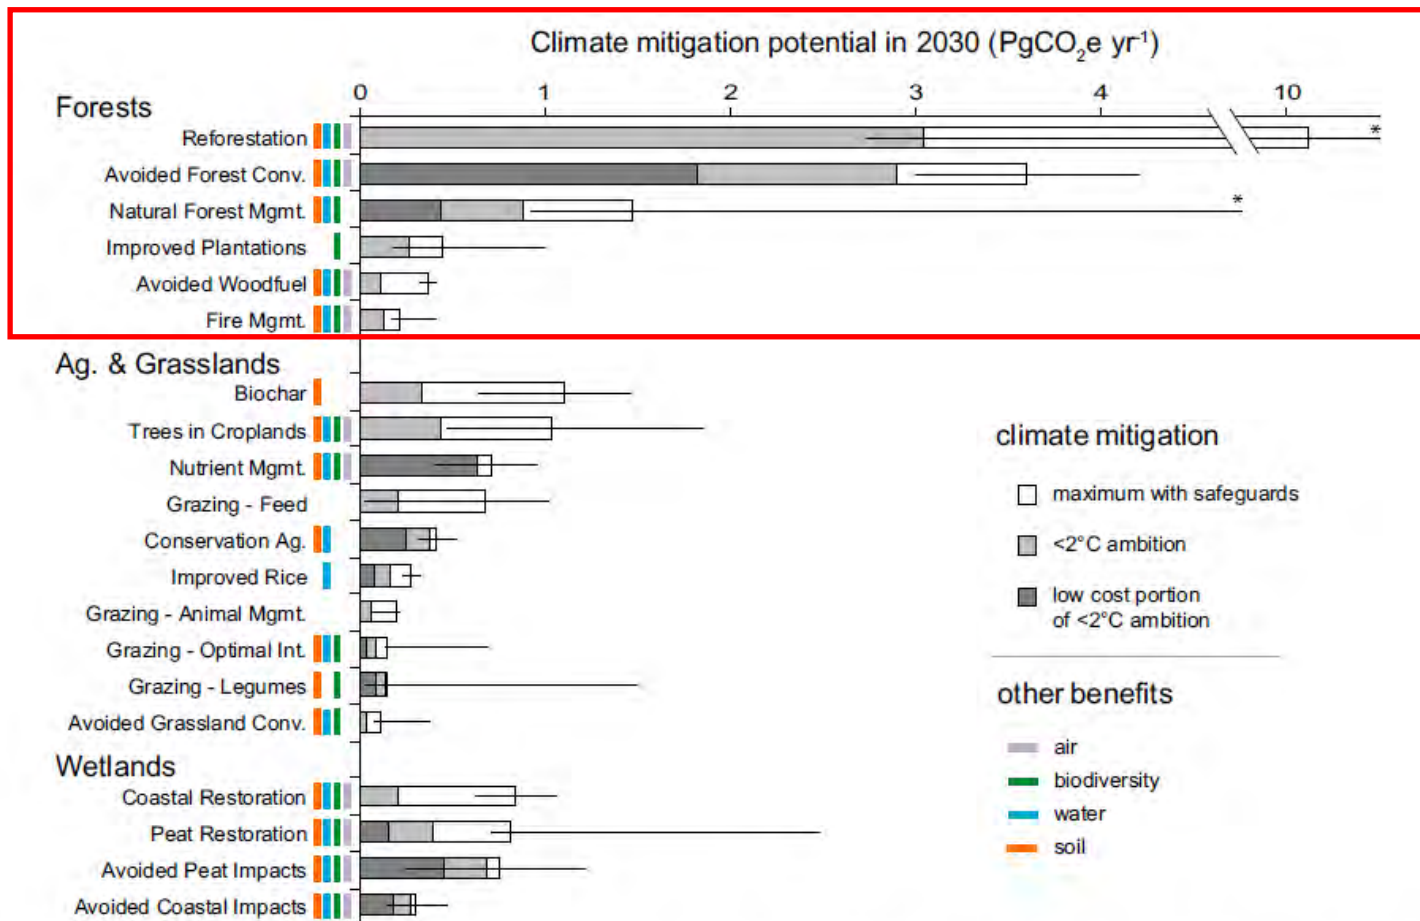 Climate mitigation potential in 2030 (PgCO₂e yr⁻¹)
0 1 2 3 4 10
Forests
Reforestation
*
Avoided Forest Conv.
Natural Forest Mgmt.
*
Improved Plantations
Avoided Woodfuel
Fire Mgmt.
Ag. & Grasslands
Biochar
Trees in Croplands
Nutrient Mgmt.
Grazing - Feed
Conservation Ag.
Improved Rice
Grazing - Animal Mgmt.
Grazing - Optimal Int.
Grazing - Legumes
Avoided Grassland Conv.
Wetlands
Coastal Restoration
Peat Restoration
Avoided Peat Impacts
Avoided Coastal Impacts
climate mitigation
maximum with safeguards
<2°C ambition
low cost portion
of <2°C ambition
other benefits
air
biodiversity
water
soil